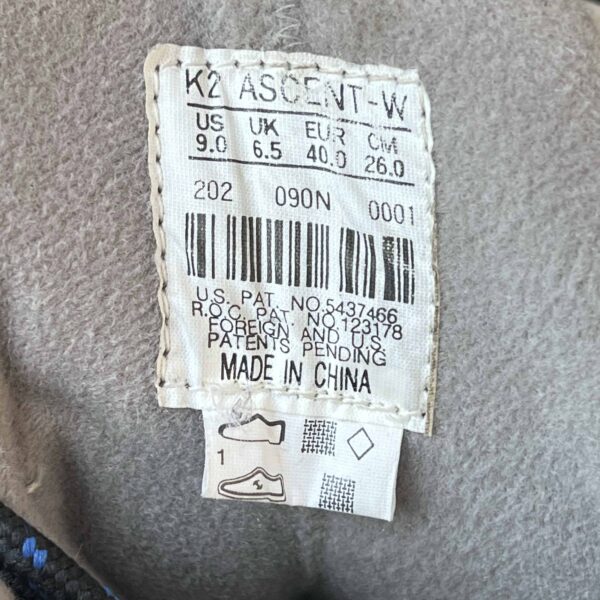 K2 ASCENT-W
US UK EUR CM
9.0 6.5 40.0 26.0
202 090N 0001
U.S. PAT. NO.5437466
R.O.C. PAT. NO.123178
FOREIGN AND U.S.
PATENTS PENDING
MADE IN CHINA
1